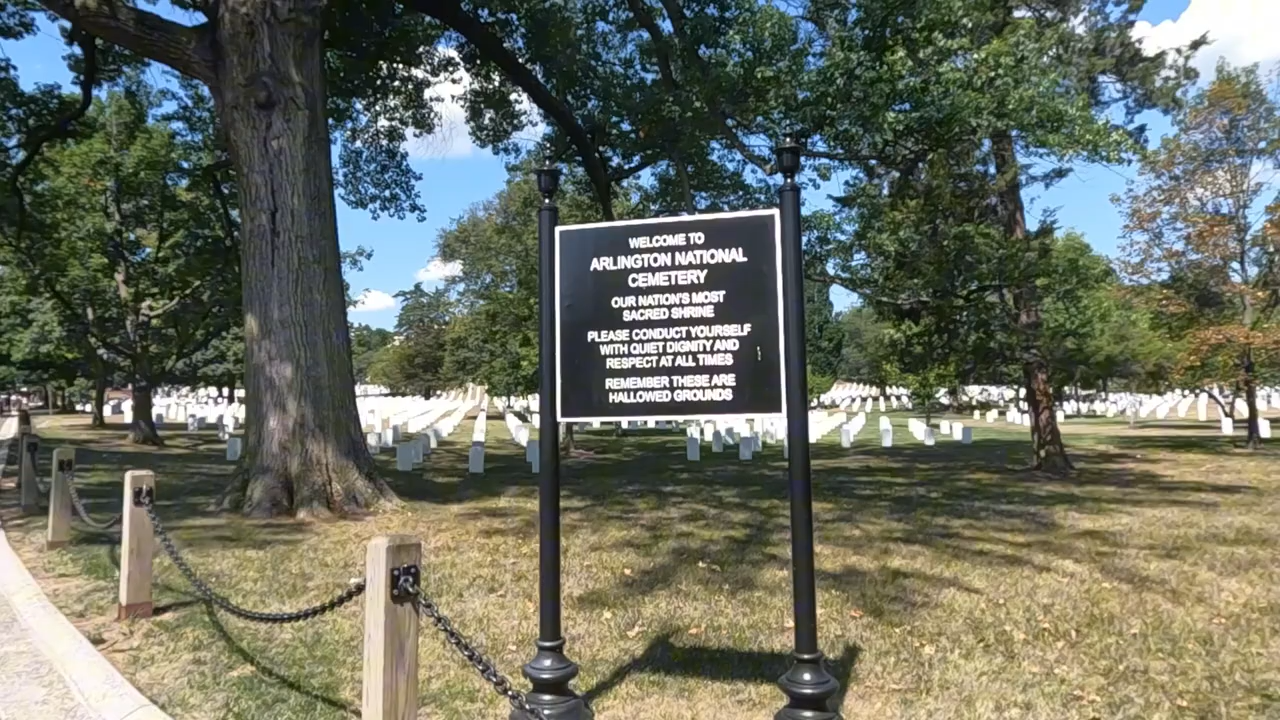 WELCOME TO
ARLINGTON NATIONAL
CEMETERY
OUR NATION'S MOST
SACRED SHRINE
PLEASE CONDUCT YOURSELF
WITH QUIET DIGNITY AND
RESPECT AT ALL TIMES
REMEMBER THESE ARE
HALLOWED GROUNDS